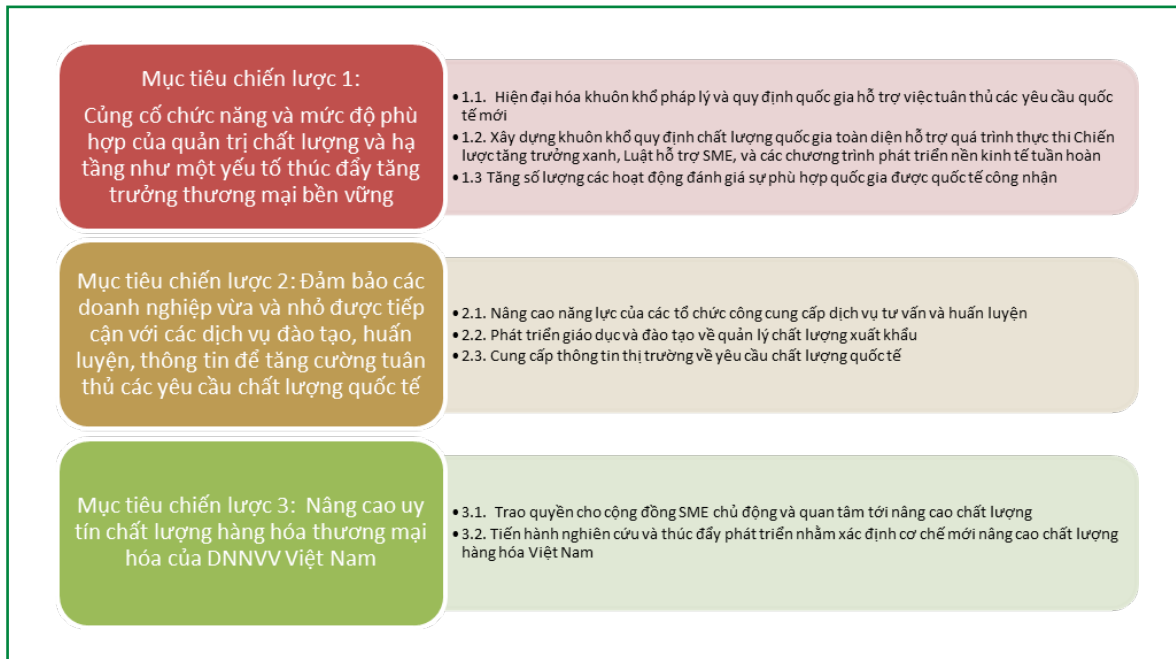 Mục tiêu chiến lược 1:
Củng cố chức năng và mức độ phù
hợp của quản trị chất lượng và hạ
tầng như một yếu tố thúc đẩy tăng
trưởng thương mại bền vững
• 1.1. Hiện đại hóa khuôn khổ pháp lý và quy định quốc gia hỗ trợ việc tuân thủ các yêu cầu quốc
tế mới
• 1.2. Xây dựng khuôn khổ quy định chất lượng quốc gia toàn diện hỗ trợ quá trình thực thi Chiến
lược tăng trưởng xanh, Luật hỗ trợ SME, và các chương trình phát triển nền kinh tế tuần hoàn
• 1.3 Tăng số lượng các hoạt động đánh giá sự phù hợp quốc gia được quốc tế công nhận
Mục tiêu chiến lược 2: Đảm bảo các
doanh nghiệp vừa và nhỏ được tiếp
cận với các dịch vụ đào tạo, huấn
luyện, thông tin để tăng cường tuân
thủ các yêu cầu chất lượng quốc tế
• 2.1. Nâng cao năng lực của các tổ chức công cung cấp dịch vụ tư vấn và huấn luyện
• 2.2. Phát triển giáo dục và đào tạo về quản lý chất lượng xuất khẩu
• 2.3. Cung cấp thông tin thị trường về yêu cầu chất lượng quốc tế
Mục tiêu chiến lược 3: Nâng cao uy
tín chất lượng hàng hóa thương mại
hóa của DNNVV Việt Nam
• 3.1. Trao quyền cho cộng đồng SME chủ động và quan tâm tới nâng cao chất lượng
• 3.2. Tiến hành nghiên cứu và thúc đẩy phát triển nhằm xác định cơ chế mới nâng cao chất lượng
hàng hóa Việt Nam